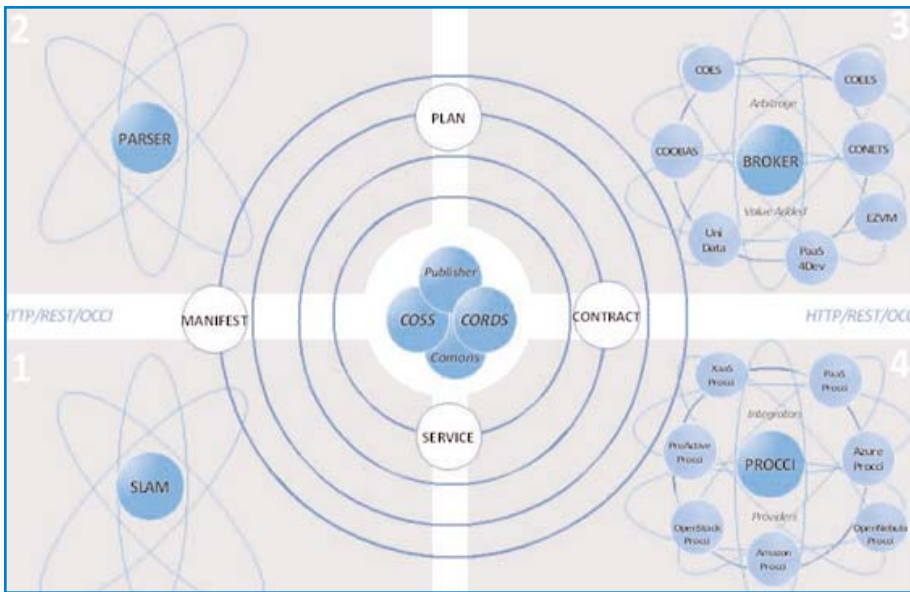 2
3
PARSER
PLAN
COES
COEES
Arbitrage
COOBAS
BROKER
CONETS
Value Added
EZVM
Uni
Data
PaaS
4Dev
Publisher
COSS
CORDS
Comons
HTTP/REST/OCCI
MANIFEST
CONTRACT
HTTP/REST/OCC
1
4
SLAM
SERVICE
XaaS
Procci
PaaS
Procci
Integrators
ProActive
Procci
PROCCI
Azure
Procci
Providers
OpenStack
Procci
Amazon
Procci
OpenNebula
Procci